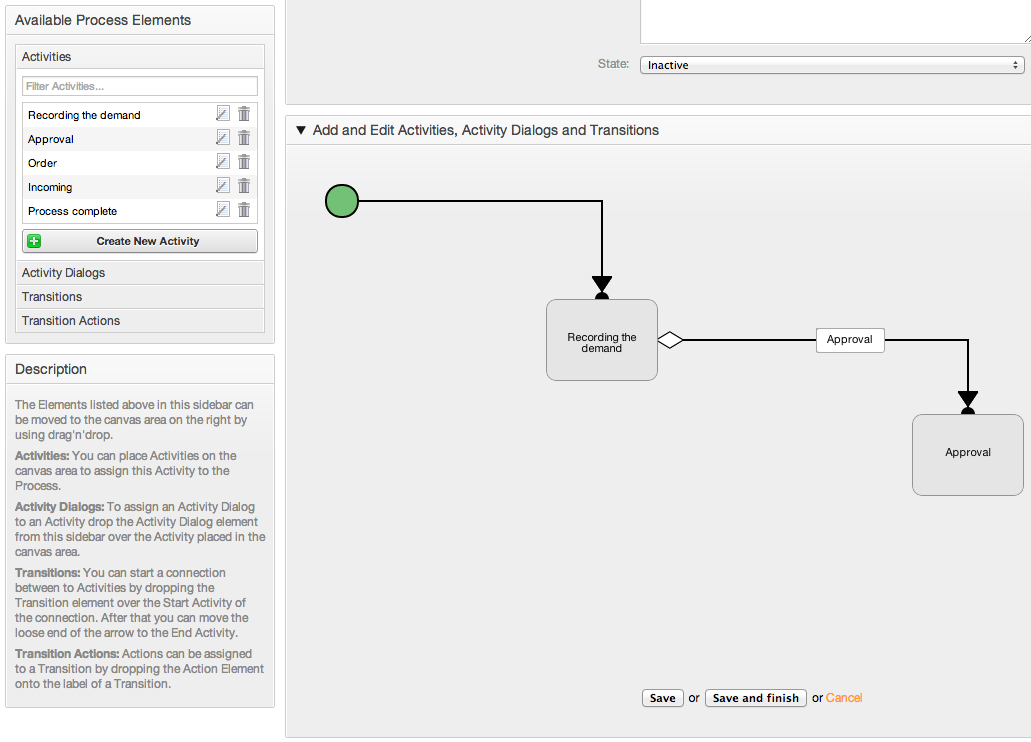 Available Process Elements
Activities
Filter Activities...
Recording the demand
Approval
Order
Incoming
Process complete
Create New Activity
Activity Dialogs
Transitions
Transition Actions
Description
The Elements listed above in this sidebar can
be moved to the canvas area on the right by
using drag'n'drop.
Activities: You can place Activities on the
canvas area to assign this Activity to the
Process.
Activity Dialogs: To assign an Activity Dialog
to an Activity drop the Activity Dialog element
from this sidebar over the Activity placed in the
canvas area.
Transitions: You can start a connection
between to Activities by dropping the
Transition element over the Start Activity of
the connection. After that you can move the
loose end of the arrow to the End Activity.
Transition Actions: Actions can be assigned
to a Transition by dropping the Action Element
onto the label of a Transition.
State: Inactive
▼ Add and Edit Activities, Activity Dialogs and Transitions
Recording the
demand
Approval
Approval
Save or Save and finish or Cancel